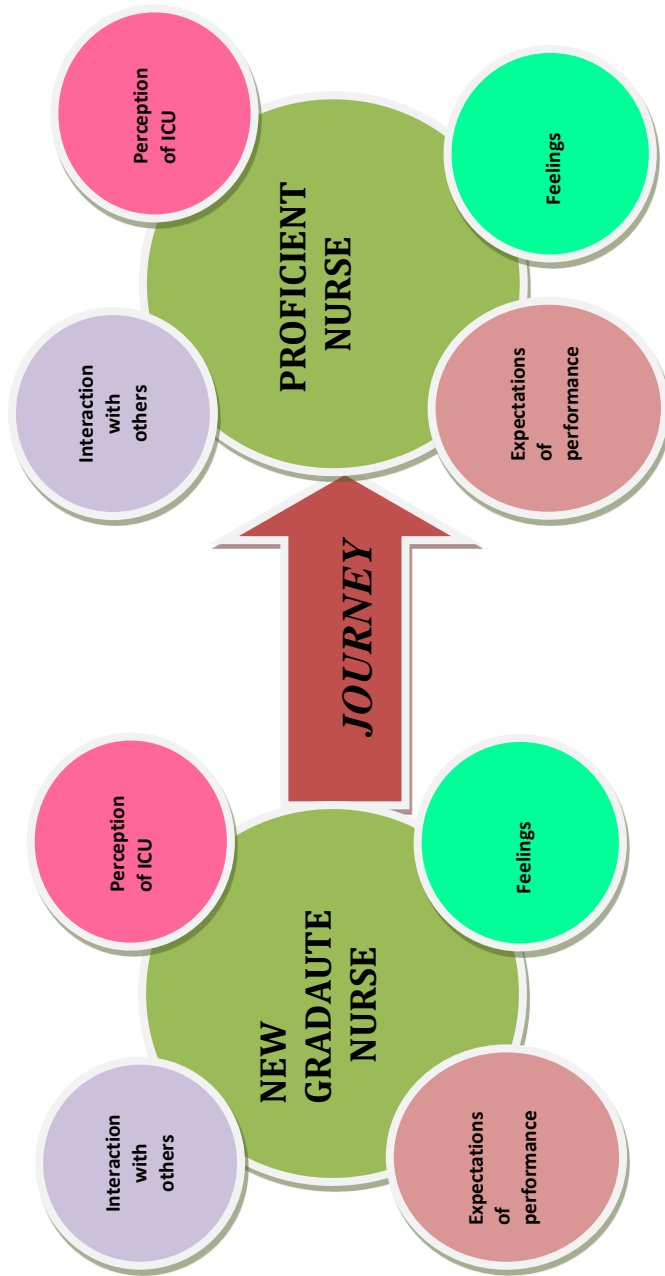 Interaction
with
others
Perception
of ICU
NEW
GRADAUTE
NURSE
Expectations
of
performance
Feelings
JOURNEY
Interaction
with
others
Perception
of ICU
PROFICIENT
NURSE
Expectations
of
performance
Feelings